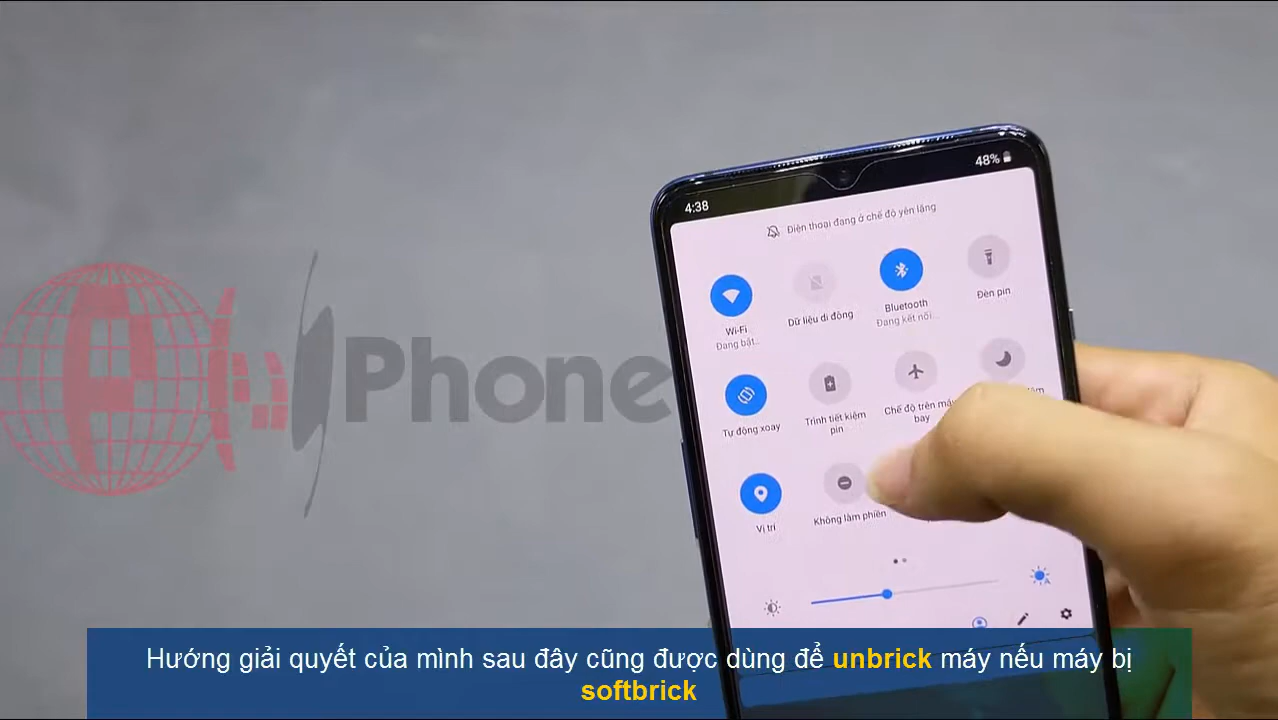 48%
4:38
Điện thoại đang ở chế độ yên lặng
Wi-Fi
Đang bật...
Dữ liệu di động
Bluetooth
Đang kết nối...
Đèn pin
Tự động xoay
Trình tiết kiệm
pin
Chế độ trên máy
bay
Vị trí
Không làm phiền
Phone
Hướng giải quyết của mình sau đây cũng được dùng để unbrick máy nếu máy bị
softbrick